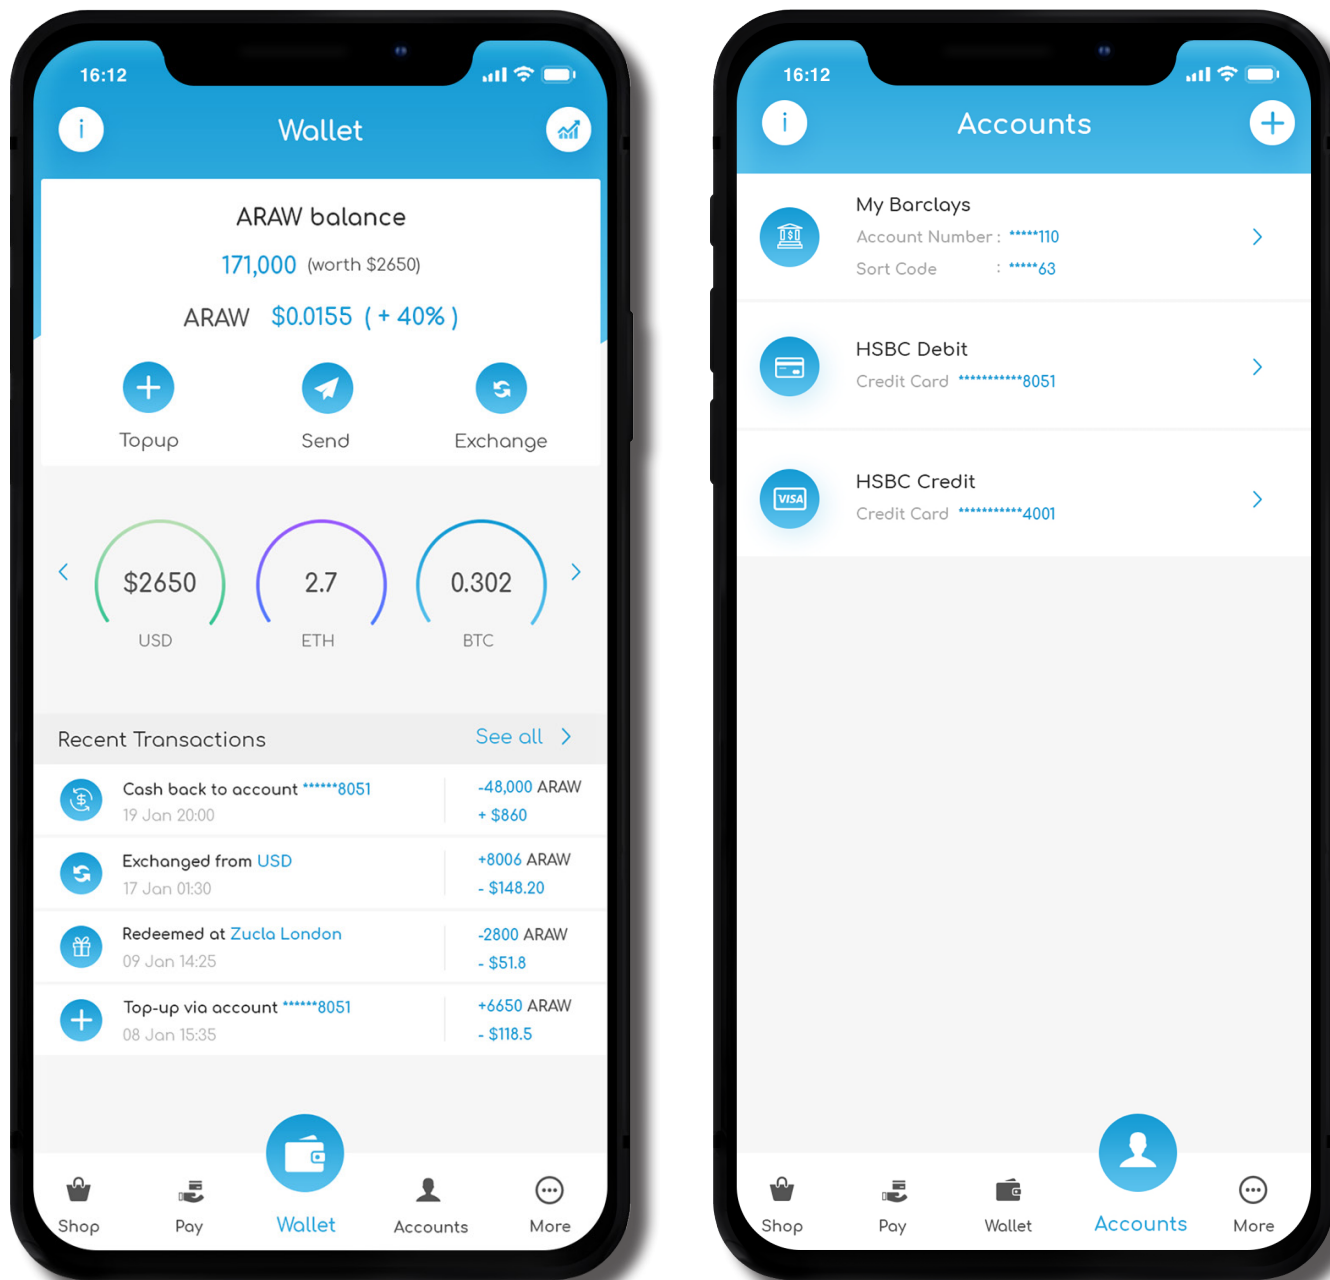 16:12
i
Wallet
ARAW balance
171,000 (worth $2650)
ARAW $0.0155 ( + 40% )
Topup
Send
Exchange
$2650
USD
2.7
ETH
0.302
BTC
Recent Transactions
See all
Cash back to account ******8051
19 Jan 20:00
-48,000 ARAW
+ $860
Exchanged from USD
17 Jan 01:30
+8006 ARAW
- $148.20
Redeemed at Zucla London
09 Jan 14:25
-2800 ARAW
- $51.8
Top-up via account ******8051
08 Jan 15:35
+6650 ARAW
- $118.5
Shop
Pay
Wallet
Accounts
More
16:12
i
Accounts
My Barclays
Account Number : *****110
Sort Code : *****63
HSBC Debit
Credit Card ************8051
VISA
HSBC Credit
Credit Card ************4001
Shop
Pay
Wallet
Accounts
More